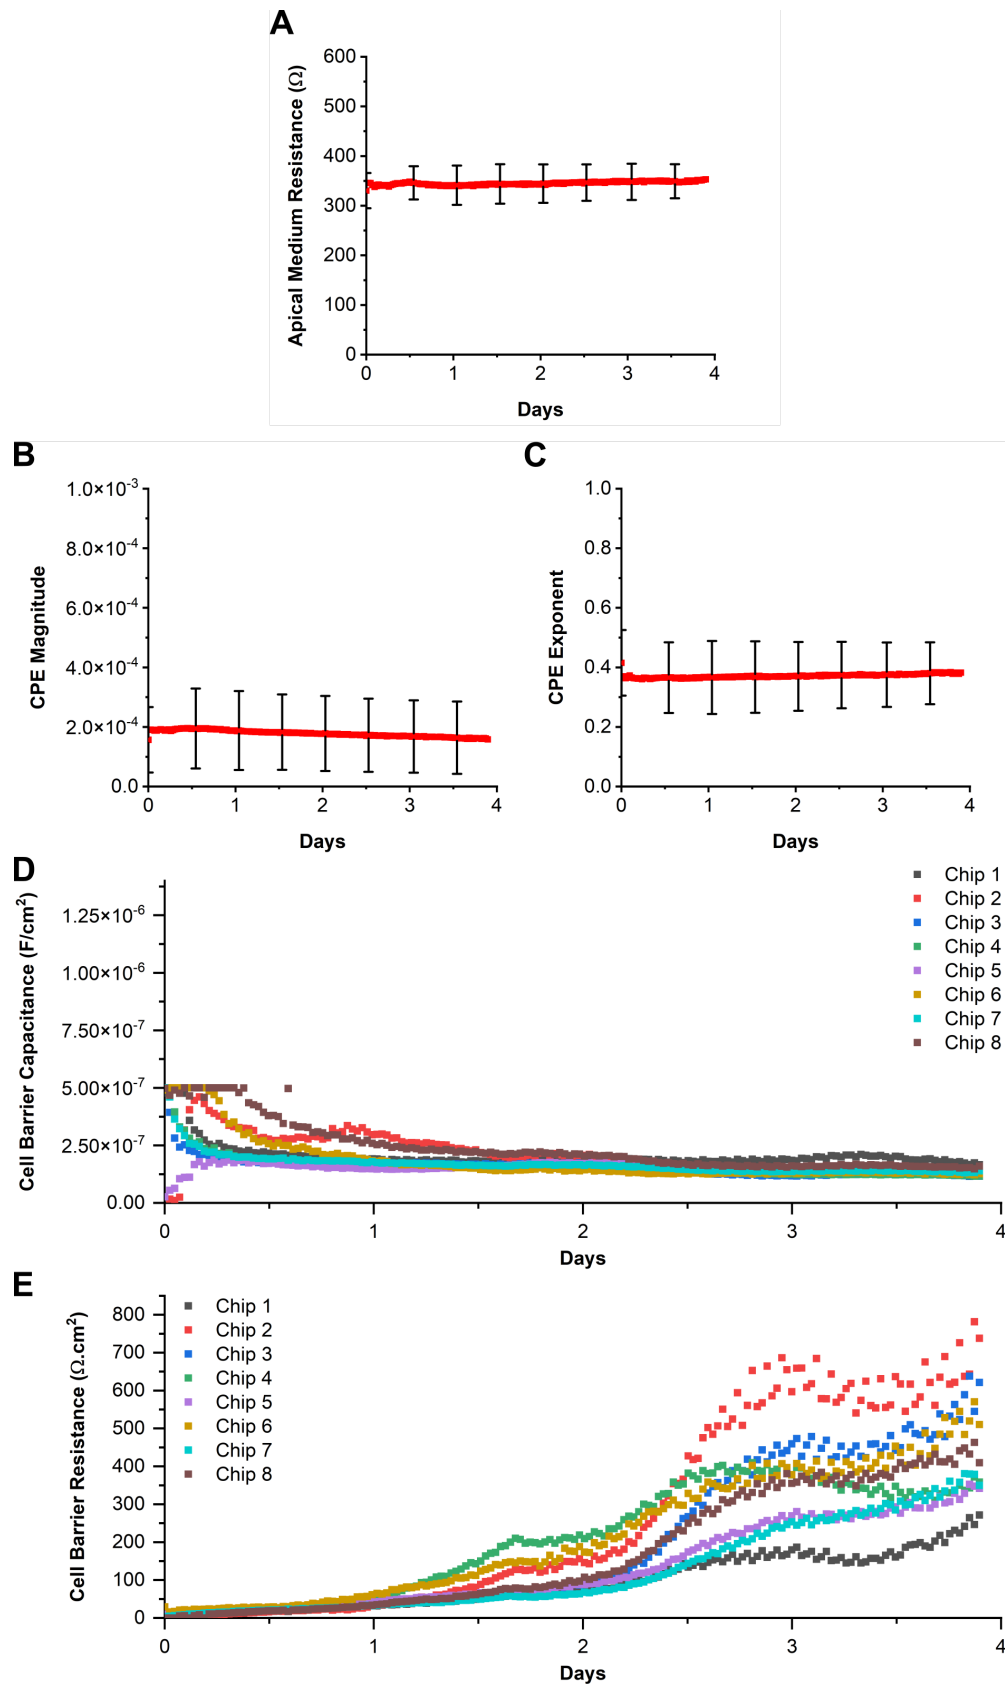 A
Apical Medium Resistance (Ω)
600
500
400
300
200
100
0
0 1 2 3 4
Days
B
CPE Magnitude
1.0×10⁻³
8.0×10⁻⁴
6.0×10⁻⁴
4.0×10⁻⁴
2.0×10⁻⁴
0.0
0 1 2 3 4
Days
C
CPE Exponent
1.0
0.8
0.6
0.4
0.2
0.0
0 1 2 3 4
Days
D
Cell Barrier Capacitance (F/cm²)
1.25×10⁻⁶
1.00×10⁻⁶
7.50×10⁻⁷
5.00×10⁻⁷
2.50×10⁻⁷
0.00
0 1 2 3 4
Days
Chip 1
Chip 2
Chip 3
Chip 4
Chip 5
Chip 6
Chip 7
Chip 8
E
Cell Barrier Resistance (Ω.cm²)
800
700
600
500
400
300
200
100
0
0 1 2 3 4
Days
Chip 1
Chip 2
Chip 3
Chip 4
Chip 5
Chip 6
Chip 7
Chip 8